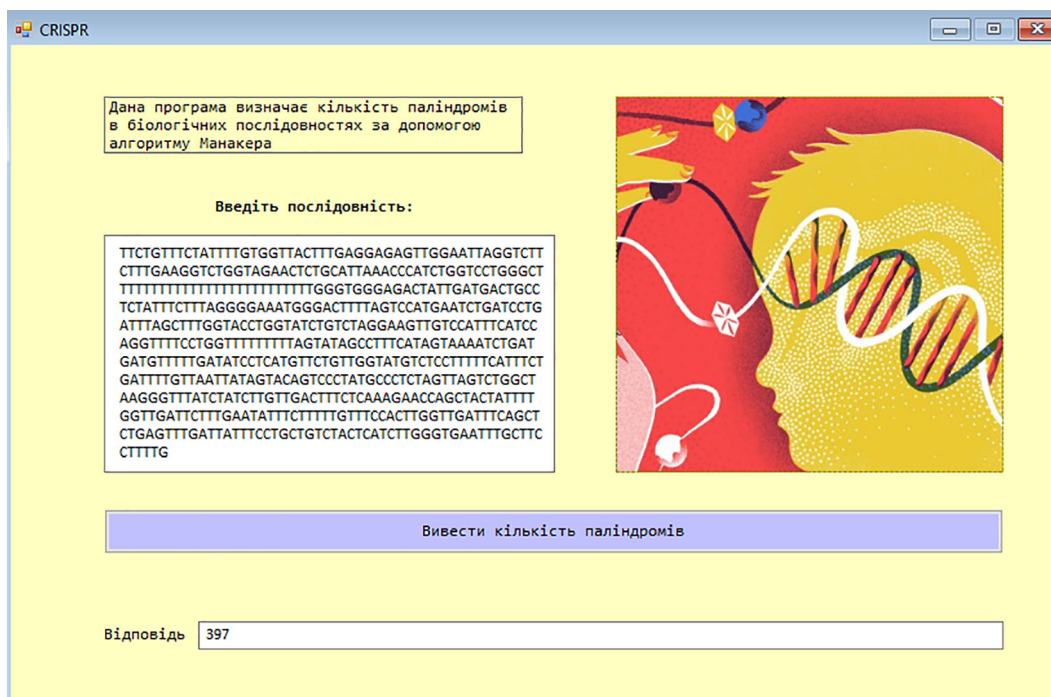 CRISPR
Дана програма визначає кількість паліндромів
в біологічних послідовностях за допомогою
алгоритму Манакера
Введіть послідовність:
TTCTGTTTCTATTTTGTGGTTACTTTGAGGAGAGTTGGAATTAGGTCTT
CTTTGAAGGTCTGGTAGAACTCTGCATTAAACCCATCTGGTCCTGGGCT
TTTTTTTTTTTTTTTTTTTTTTTTTGGGTGGGAGACTATTGATGACTGCC
TCTATTTCTTTAGGGGAAATGGGACTTTTAGTCCATGAATCTGATCCTG
ATTTAGCTTTGGTACCTGGTATCTGTCTAGGAAGTTGTCCATTTCATCC
AGGTTTTCCTGGTTTTTTTTTAGTATAGCCTTTCATAGTAAAATCTGAT
GATGTTTTTGATATCCTCATGTTCTGTTGGTATGTCTCCTTTTTCATTTCT
GATTTTGTTAATTATAGTACAGTCCCTATGCCCTCTAGTTAGTCTGGCT
AAGGGTTTATCTATCTTGTTGACTTTCTCAAAGAACCAGCTACTATTTT
GGTTGATTCTTTGAATATTTCTTTTTGTTTCCACTTGGTTGATTTCAGCT
CTGAGTTTGATTATTTCCTGCTGTCTACTCATCTTGGGTGAATTTGCTTC
CTTTTG
Вивести кількість паліндромів
Відповідь 397